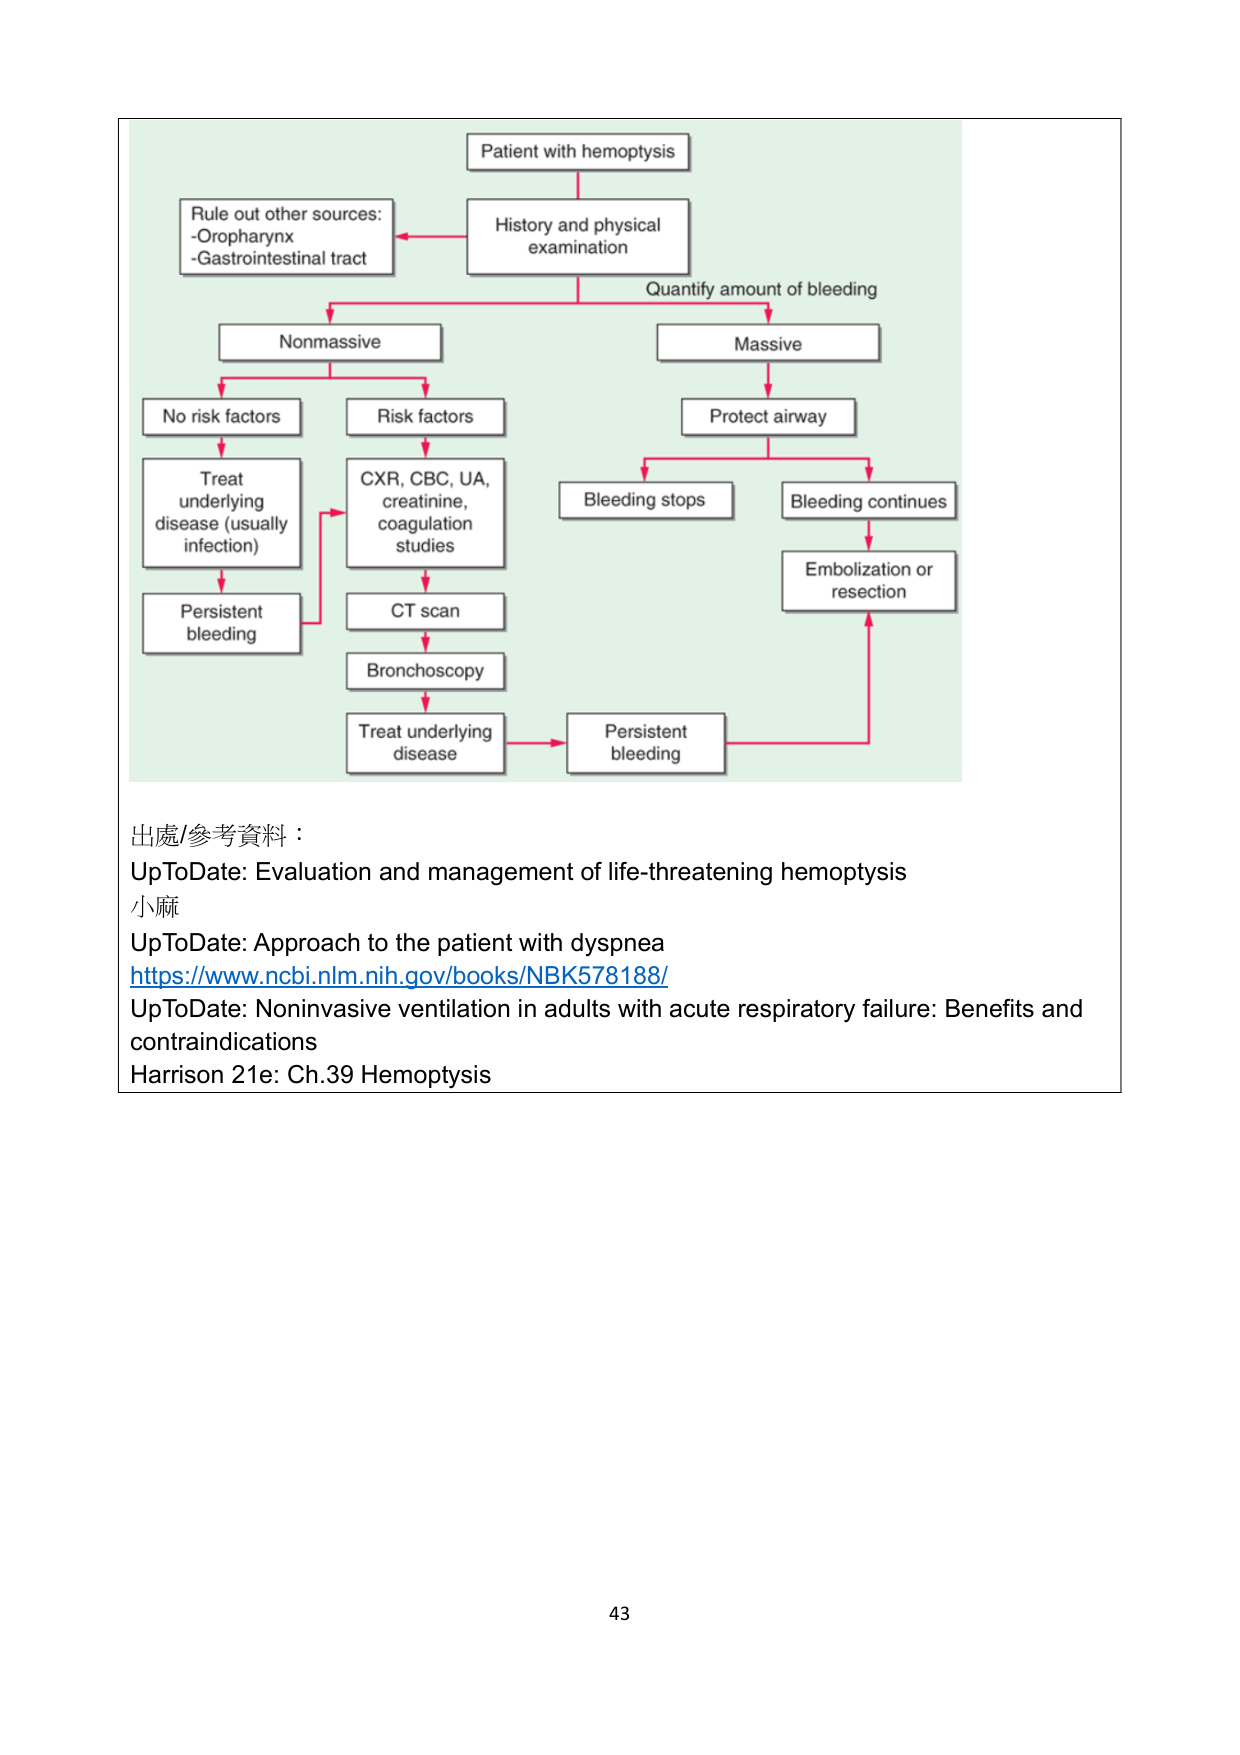 Patient with hemoptysis
Rule out other sources:
-Oropharynx
-Gastrointestinal tract
History and physical
examination
Quantify amount of bleeding
Nonmassive
Massive
No risk factors
Risk factors
Protect airway
Treat
underlying
disease (usually
infection)
CXR, CBC, UA,
creatinine,
coagulation
studies
Bleeding stops
Bleeding continues
Embolization or
resection
Persistent
bleeding
CT scan
Bronchoscopy
Treat underlying
disease
Persistent
bleeding
出處/參考資料：
UpToDate: Evaluation and management of life-threatening hemoptysis
小麻
UpToDate: Approach to the patient with dyspnea
https://www.ncbi.nlm.nih.gov/books/NBK578188/
UpToDate: Noninvasive ventilation in adults with acute respiratory failure: Benefits and
contraindications
Harrison 21e: Ch.39 Hemoptysis
43